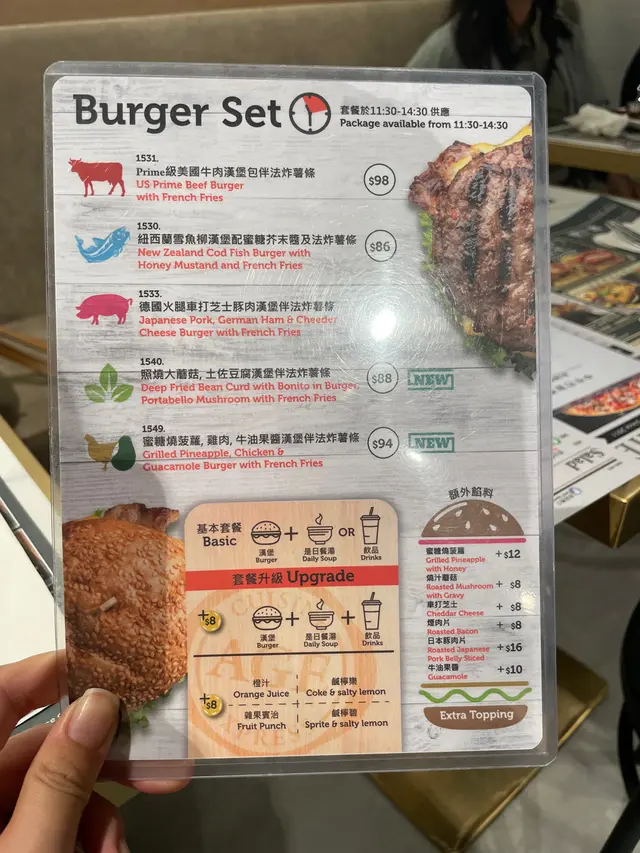 Burger Set
套餐於11:30-14:30 供應
Package available from 11:30-14:30
1531.
Prime級美國牛肉漢堡包伴法炸薯條
US Prime Beef Burger
with French Fries
$98
1530.
紐西蘭雪魚柳漢堡配蜜糖芥末醬及法炸薯條
New Zealand Cod Fish Burger with
Honey Mustand and French Fries
$86
1533.
德國火腿車打芝士豚肉漢堡伴法炸薯條
Japanese Pork, German Ham & Cheeder
Cheese Burger with French Fries
1540.
照燒大蘑菇, 土佐豆腐漢堡伴法炸薯條
Deep Fried Bean Curd with Bonito in Burger,
Portabello Mushroom with French Fries
$88
NEW
1549.
蜜糖燒菠蘿, 雞肉, 牛油果醬漢堡伴法炸薯條
Grilled Pineapple, Chicken &
Guacamole Burger with French Fries
$94
NEW
基本套餐
Basic
漢堡
Burger
+
是日餐湯
Daily Soup
OR
飲品
Drinks
套餐升級 Upgrade
+$8
漢堡
Burger
+
是日餐湯
Daily Soup
+
飲品
Drinks
+$8
橙汁
Orange Juice
鹹檸樂
Coke & salty lemon
雜果賓治
Fruit Punch
鹹檸碧
Sprite & salty lemon
額外餡料
蜜糖燒菠蘿
Grilled Pineapple
with Honey
+$12
燒汁蘑菇
Roasted Mushroom
with Gravy
+$8
車打芝士
Cheddar Cheese
+$8
煙肉片
Roasted Bacon
+$8
日本豚肉片
Roasted Japanese
Pork Belly Sliced
+$16
牛油果醬
Guacamole
+$10
Extra Topping
Salad